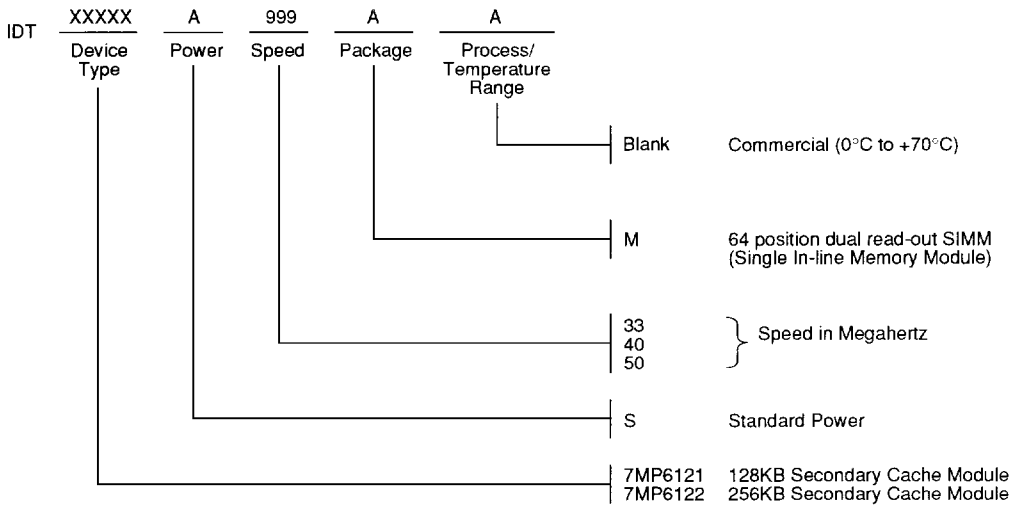 IDT XXXXX A 999 A A
Device Type Power Speed Package Process/ Temperature Range
Blank Commercial (0°C to +70°C)
M 64 position dual read-out SIMM
(Single In-line Memory Module)
33
40 Speed in Megahertz
50
S Standard Power
7MP6121 128KB Secondary Cache Module
7MP6122 256KB Secondary Cache Module